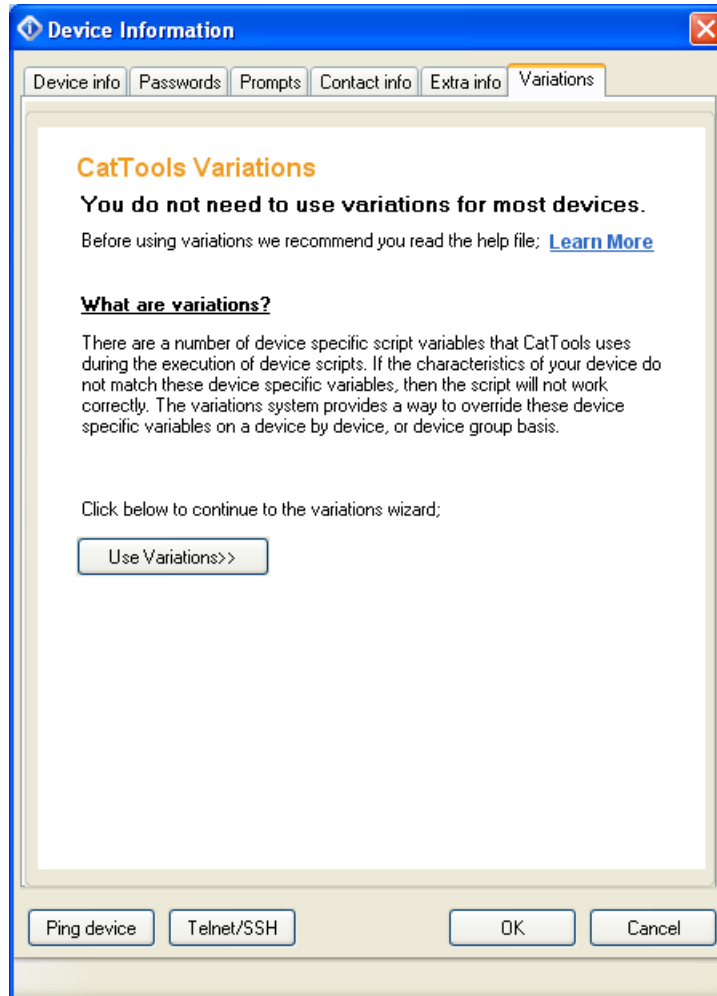 Device Information
Device info Passwords Prompts Contact info Extra info Variations
CatTools Variations
You do not need to use variations for most devices.
Before using variations we recommend you read the help file; Learn More
What are variations?
There are a number of device specific script variables that CatTools uses
during the execution of device scripts. If the characteristics of your device do
not match these device specific variables, then the script will not work
correctly. The variations system provides a way to override these device
specific variables on a device by device, or device group basis.
Click below to continue to the variations wizard;
Use Variations>>
Ping device Telnet/SSH OK Cancel